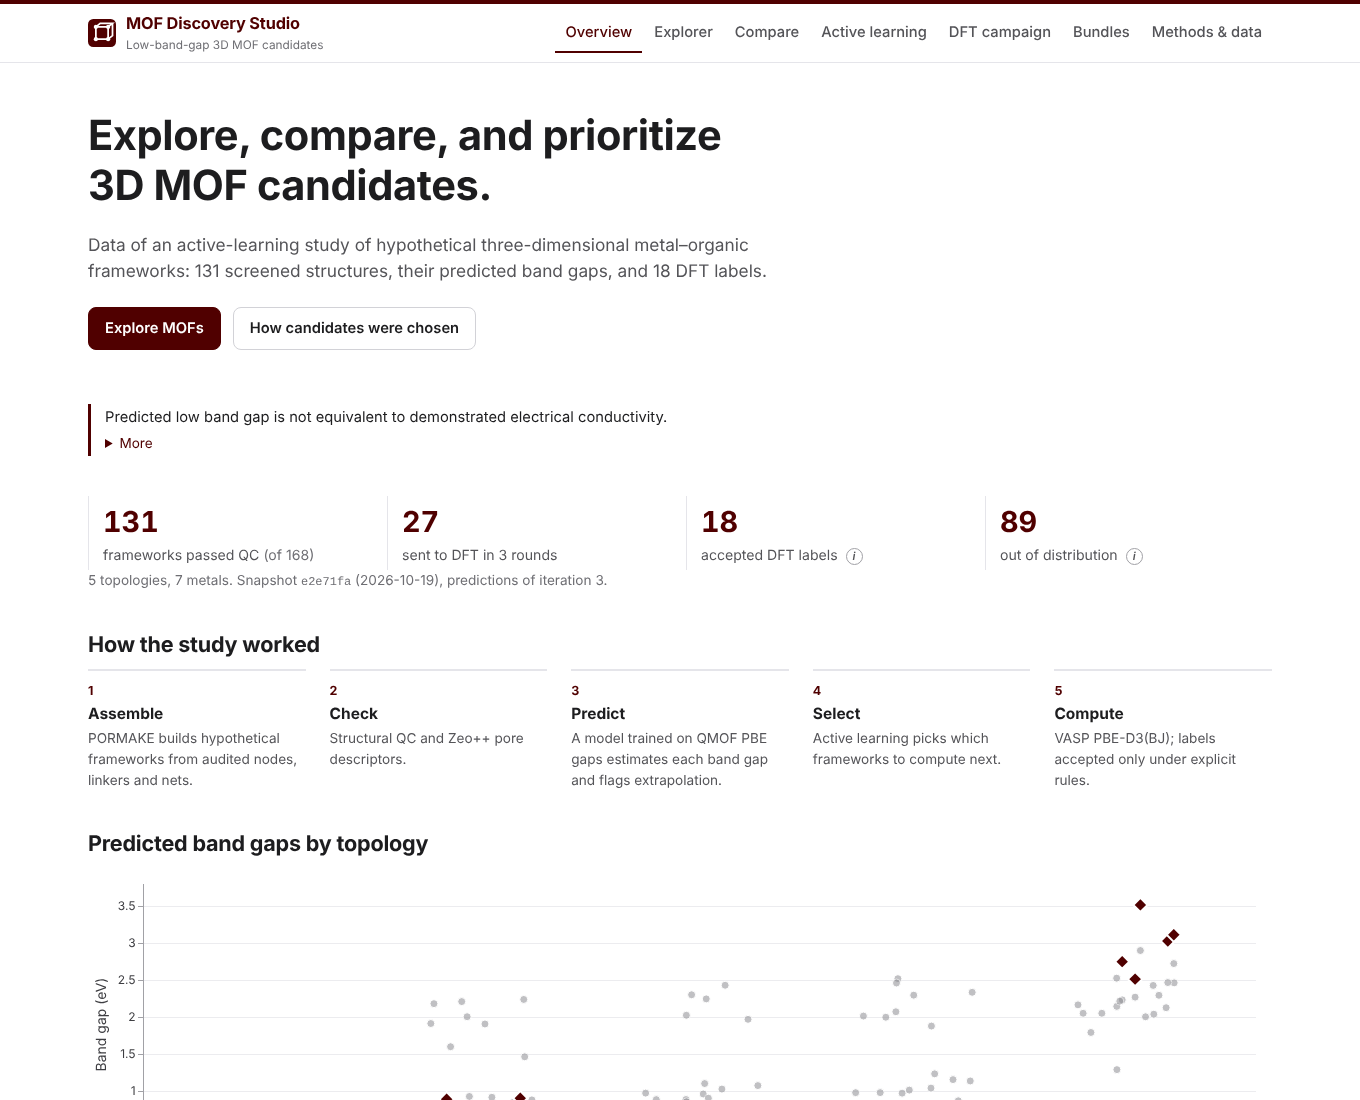 MOF Discovery Studio
Low-band-gap 3D MOF candidates
Overview
Explorer
Compare
Active learning
DFT campaign
Bundles
Methods & data
Explore, compare, and prioritize
3D MOF candidates.
Data of an active-learning study of hypothetical three-dimensional metal–organic
frameworks: 131 screened structures, their predicted band gaps, and 18 DFT labels.
Explore MOFs
How candidates were chosen
Predicted low band gap is not equivalent to demonstrated electrical conductivity.
▶ More
131
frameworks passed QC (of 168)
27
sent to DFT in 3 rounds
18
accepted DFT labels i
89
out of distribution i
5 topologies, 7 metals. Snapshot e2e71fa (2026-10-19), predictions of iteration 3.
How the study worked
1
Assemble
PORMAKE builds hypothetical
frameworks from audited nodes,
linkers and nets.
2
Check
Structural QC and Zeo++ pore
descriptors.
3
Predict
A model trained on QMOF PBE
gaps estimates each band gap
and flags extrapolation.
4
Select
Active learning picks which
frameworks to compute next.
5
Compute
VASP PBE-D3(BJ); labels
accepted only under explicit
rules.
Predicted band gaps by topology
Band gap (eV)
3.5
3
2.5
2
1.5
1